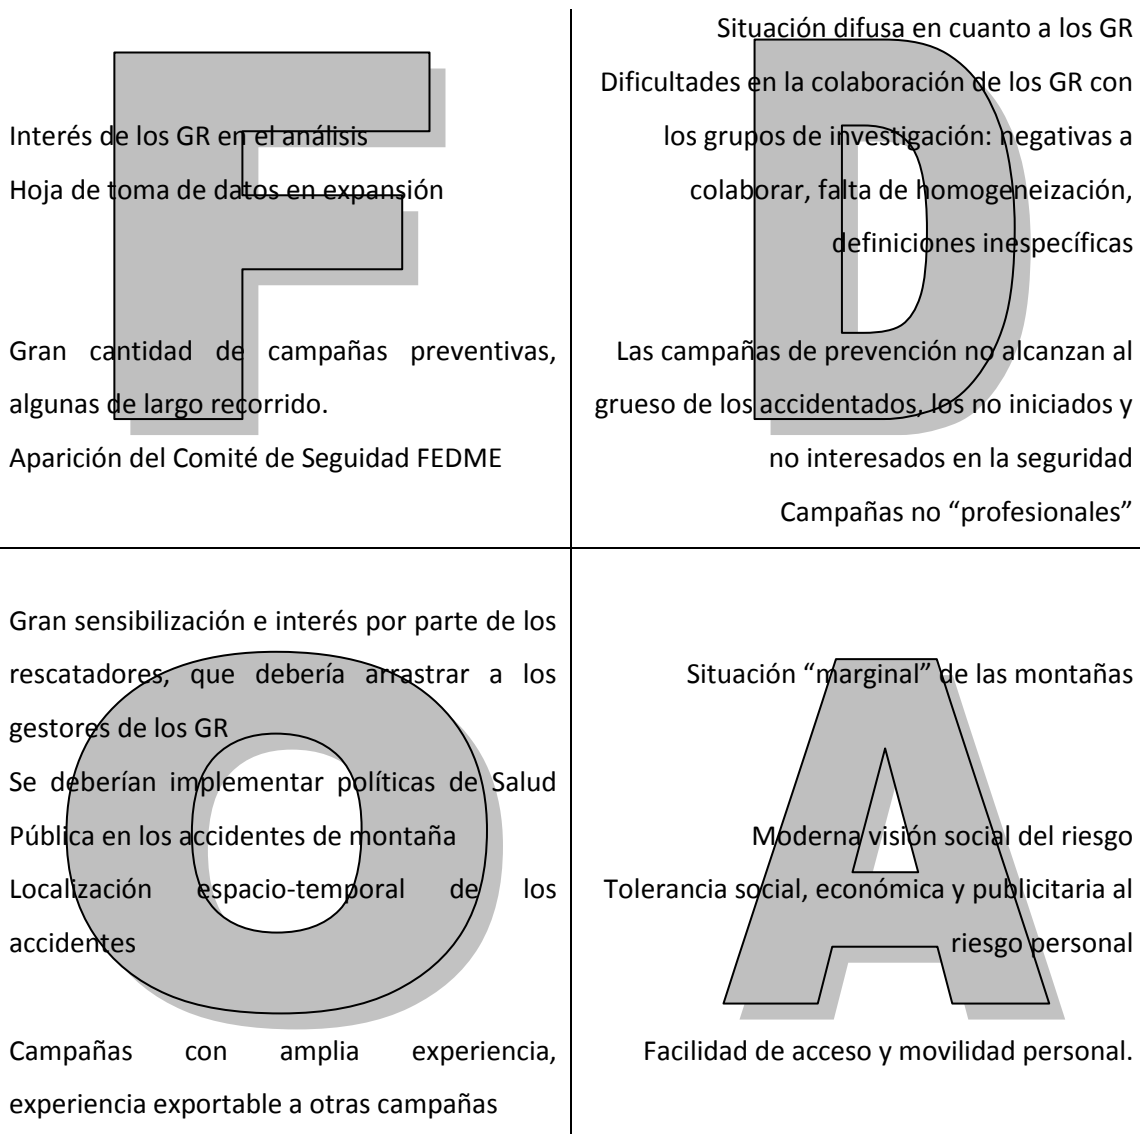 F
Interés de los GR en el análisis
Hoja de toma de datos en expansión
Gran cantidad de campañas preventivas,
algunas de largo recorrido.
Aparición del Comité de Seguidad FEDME
D
Situación difusa en cuanto a los GR
Dificultades en la colaboración de los GR con
los grupos de investigación: negativas a
colaborar, falta de homogeneización,
definiciones inespecíficas
Las campañas de prevención no alcanzan al
grueso de los accidentados, los no iniciados y
no interesados en la seguridad
Campañas no “profesionales”
O
Gran sensibilización e interés por parte de los
rescatadores, que debería arrastrar a los
gestores de los GR
Se deberían implementar políticas de Salud
Pública en los accidentes de montaña
Localización espacio-temporal de los
accidentes
Campañas con amplia experiencia,
experiencia exportable a otras campañas
A
Situación “marginal” de las montañas
Moderna visión social del riesgo
Tolerancia social, económica y publicitaria al
riesgo personal
Facilidad de acceso y movilidad personal.